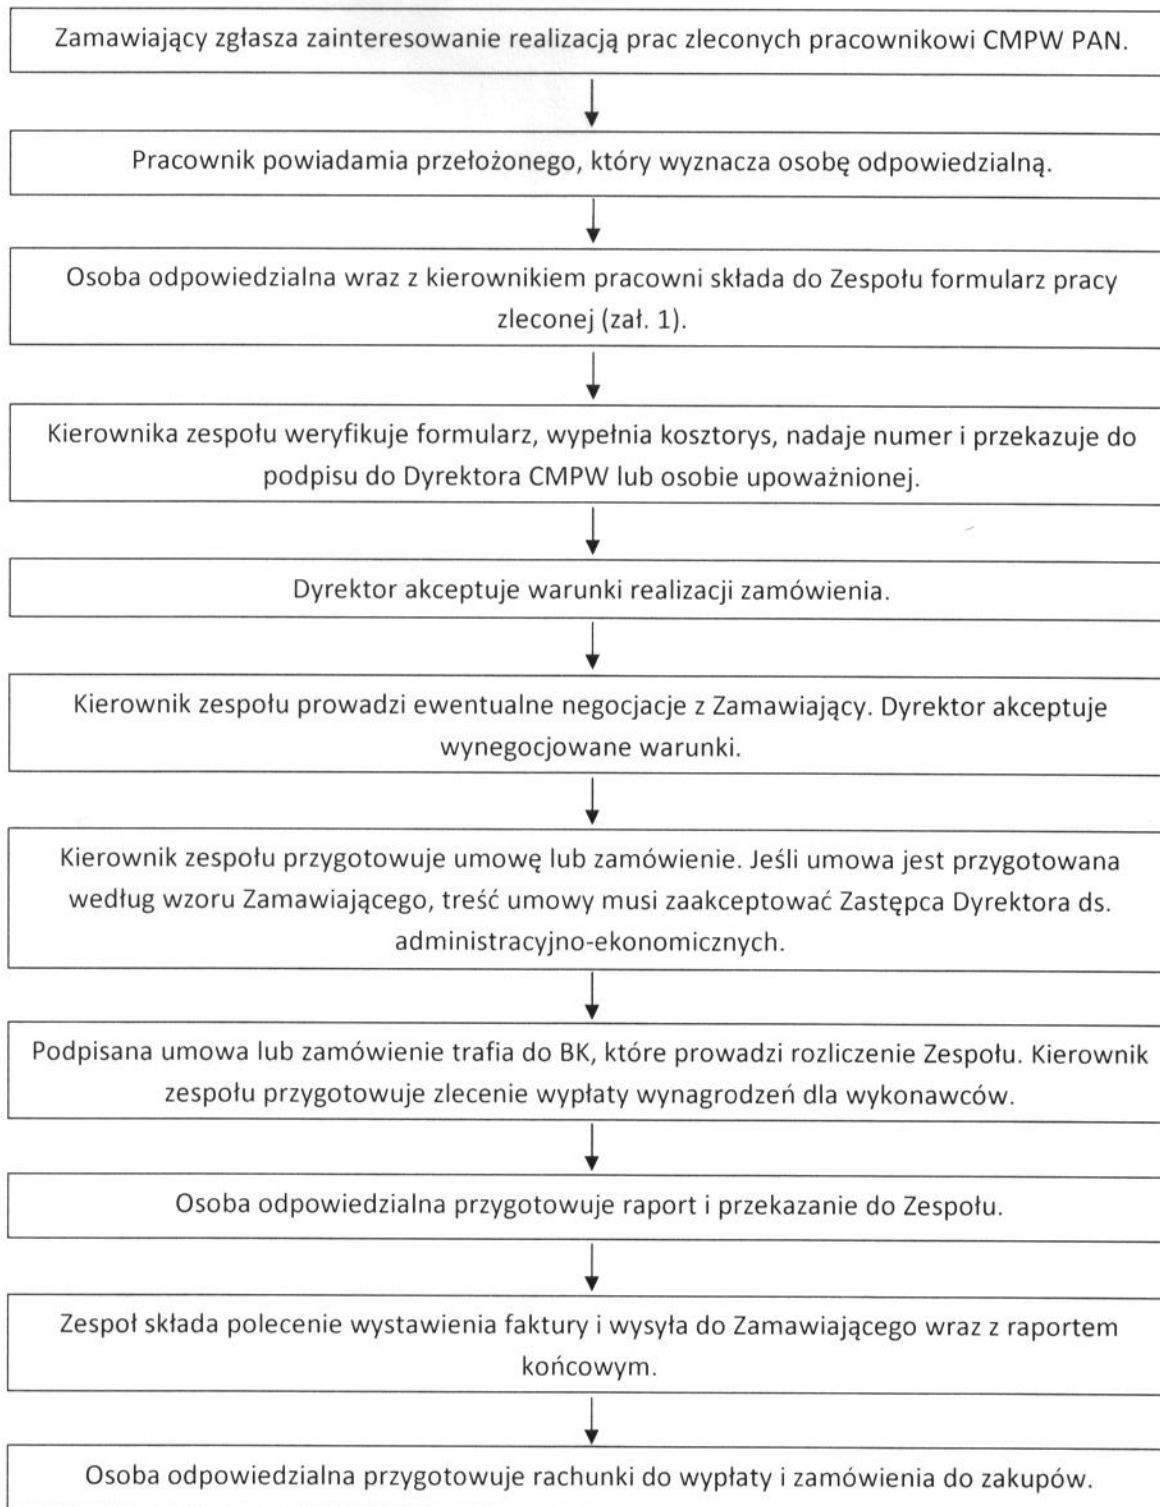 Zamawiający zgłasza zainteresowanie realizacją prac zleconych pracownikowi CMPW PAN.
Pracownik powiadamia przełożonego, który wyznacza osobę odpowiedzialną.
Osoba odpowiedzialna wraz z kierownikiem pracowni składa do Zespołu formularz pracy
zleconej (zał. 1).
Kierownika zespołu weryfikuje formularz, wypełnia kosztorys, nadaje numer i przekazuje do
podpisu do Dyrektora CMPW lub osobie upoważnionej.
Dyrektor akceptuje warunki realizacji zamówienia.
Kierownik zespołu prowadzi ewentualne negocjacje z Zamawiający. Dyrektor akceptuje
wynegocjowane warunki.
Kierownik zespołu przygotowuje umowę lub zamówienie. Jeśli umowa jest przygotowana
według wzoru Zamawiającego, treść umowy musi zaakceptować Zastępca Dyrektora ds.
administracyjno-ekonomicznych.
Podpisana umowa lub zamówienie trafia do BK, które prowadzi rozliczenie Zespołu. Kierownik
zespołu przygotowuje zlecenie wypłaty wynagrodzeń dla wykonawców.
Osoba odpowiedzialna przygotowuje raport i przekazanie do Zespołu.
Zespoł składa polecenie wystawienia faktury i wysyła do Zamawiającego wraz z raportem
końcowym.
Osoba odpowiedzialna przygotowuje rachunki do wypłaty i zamówienia do zakupów.